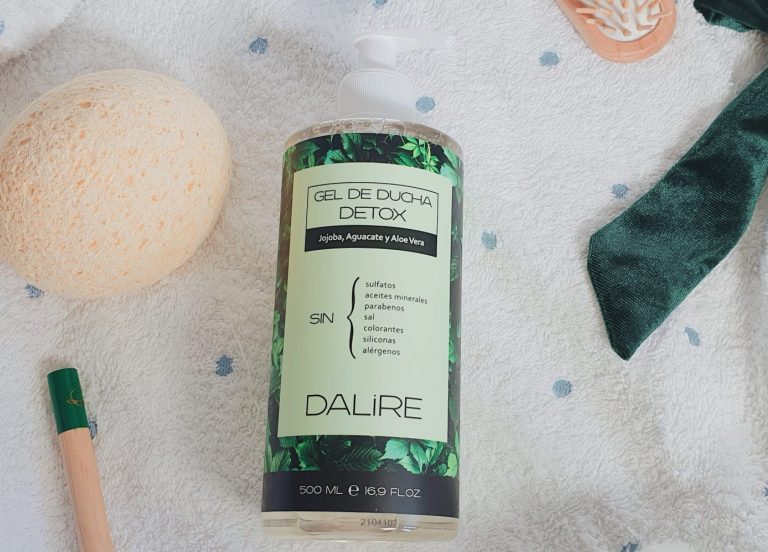 GEL DE DUCHA
DETOX
Jojoba, Aguacate y Aloe Vera
SIN
sulfatos
aceites minerales
parabenos
sal
colorantes
siliconas
alérgenos
DALiRE
500 ML e 16,9 FL.OZ.
2104107